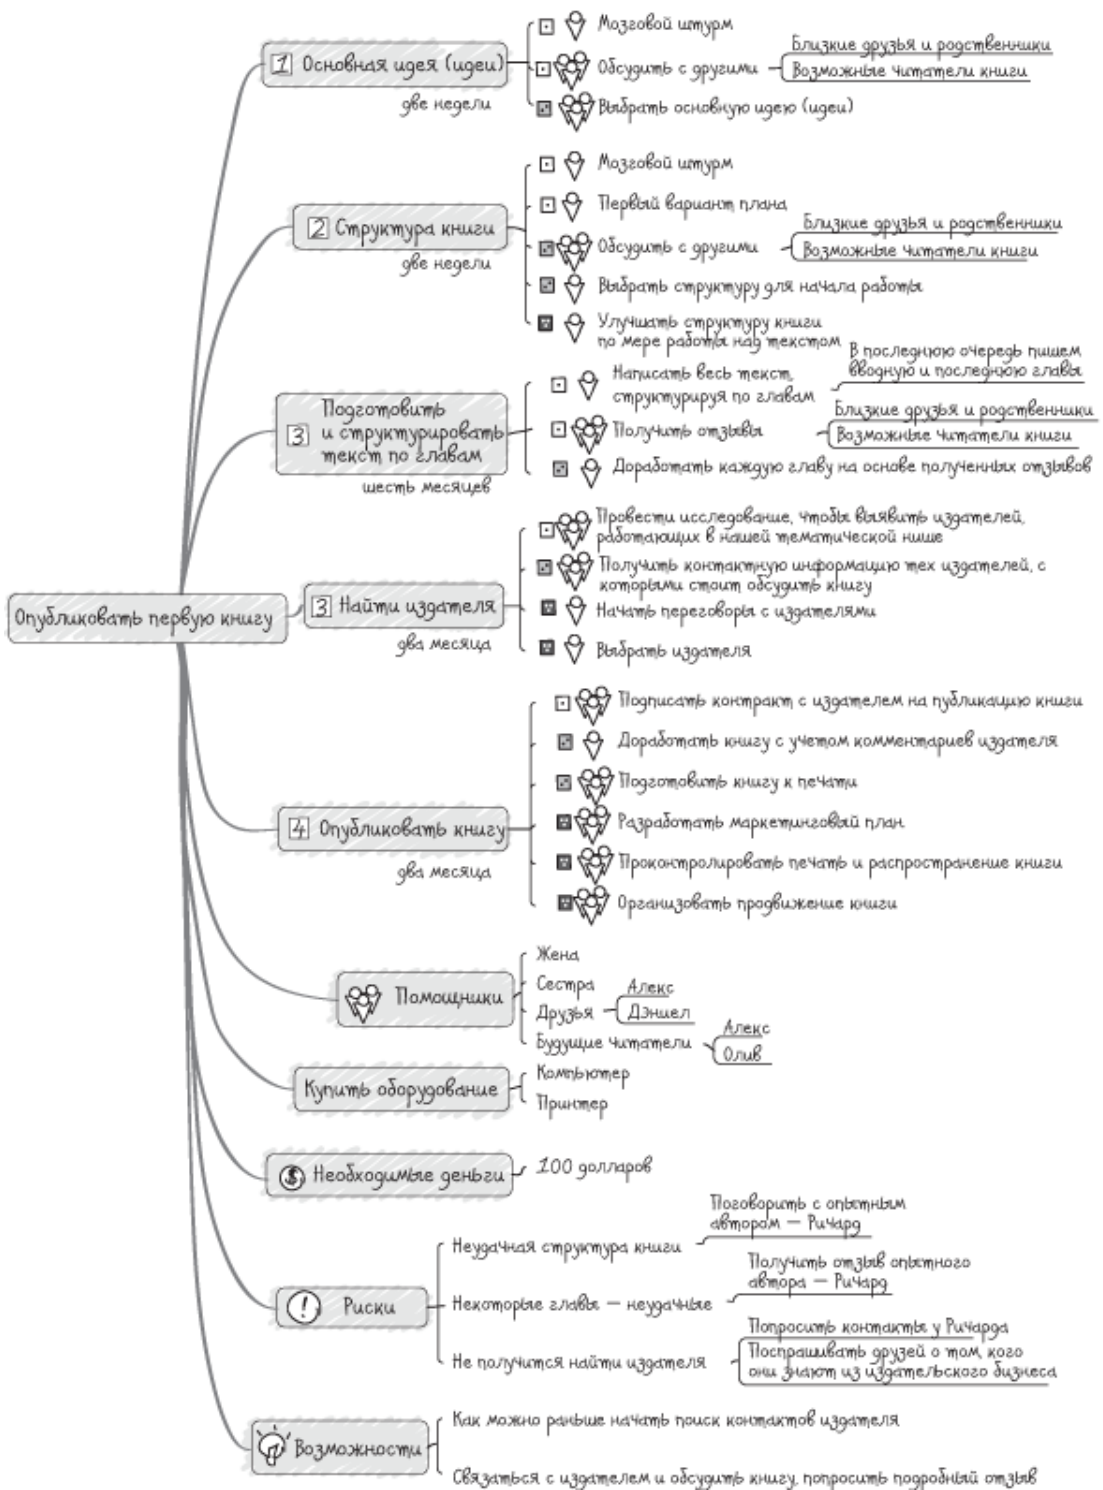 Опубликовать первую книгу
1 Основная идея (идеи)
две недели
Мозговой штурм
Обсудить с другими
Близкие друзья и родственники
Возможные читатели книги
Выбрать основную идею (идеи)
2 Структура книги
две недели
Мозговой штурм
Первый вариант плана
Обсудить с другими
Близкие друзья и родственники
Возможные читатели книги
Выбрать структуру для начала работы
Улучшать структуру книги
по мере работы над текстом
3 Подготовить
и структурировать
текст по главам
шесть месяцев
Написать весь текст,
структурируя по главам
В последнюю очередь пишем
вводную и последнюю главы
Получить отзывы
Близкие друзья и родственники
Возможные читатели книги
Доработать каждую главу на основе полученных отзывов
3 Найти издателя
два месяца
Провести исследование, чтобы выявить издателей,
работающих в нашей тематической нише
Получить контактную информацию тех издателей, с
которыми стоит обсудить книгу
Начать переговоры с издателями
Выбрать издателя
4 Опубликовать книгу
два месяца
Подписать контракт с издателем на публикацию книги
Доработать книгу с учетом комментариев издателя
Подготовить книгу к печати
Разработать маркетинговый план
Проконтролировать печать и распространение книги
Организовать продвижение книги
Помощники
Жена
Сестра
Друзья
Алекс
Дэниел
Будущие читатели
Алекс
Олив
Купить оборудование
Компьютер
Принтер
$ Необходимые деньги
100 долларов
! Риски
Неудачная структура книги
Поговорить с опытным
автором — Ричард
Некоторые главы — неудачные
Получить отзыв опытного
автора — Ричард
Не получится найти издателя
Попросить контакты у Ричарда
Поспрашивать друзей о том, кого
они знают из издательского бизнеса
Возможности
Как можно раньше начать поиск контактов издателя
Связаться с издателем и обсудить книгу, попросить подробный отзыв